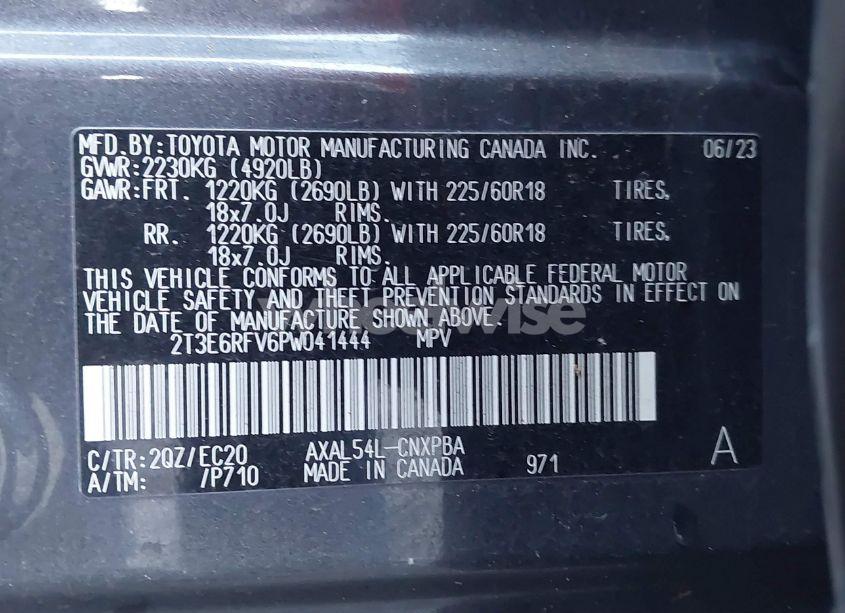 MFD.BY:TOYOTA MOTOR MANUFACTURING CANADA INC. 06/23
GVWR:2230KG (4920LB)
GAWR:FRT. 1220KG (2690LB) WITH 225/60R18 TIRES,
18x7.0J RIMS.
RR. 1220KG (2690LB) WITH 225/60R18 TIRES,
18x7.0J RIMS.
THIS VEHICLE CONFORMS TO ALL APPLICABLE FEDERAL MOTOR
VEHICLE SAFETY AND THEFT PREVENTION STANDARDS IN EFFECT ON
THE DATE OF MANUFACTURE SHOWN ABOVE.
2T3E6RFV6PW041444 MPV
C/TR:2QZ/EC20 AXAL54L-CNXPBA
A/TM: /P710 MADE IN CANADA 971 A